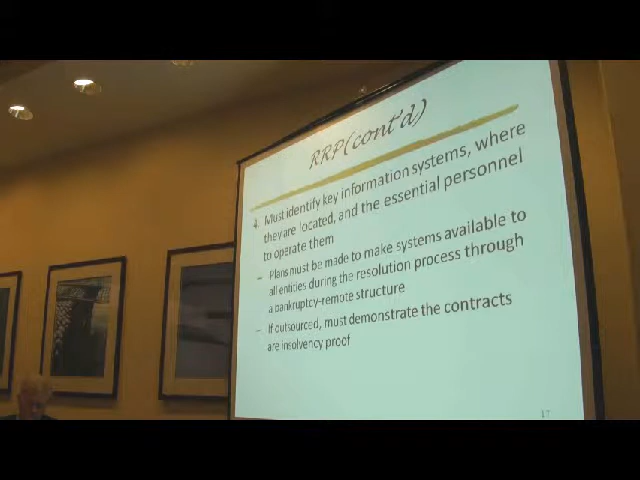 RRP(cont'd)
4. Must identify key information systems, where
they are located, and the essential personnel
to operate them
– Plans must be made to make systems available to
all entities during the resolution process through
a bankruptcy-remote structure
– If outsourced, must demonstrate the contracts
are insolvency proof
17